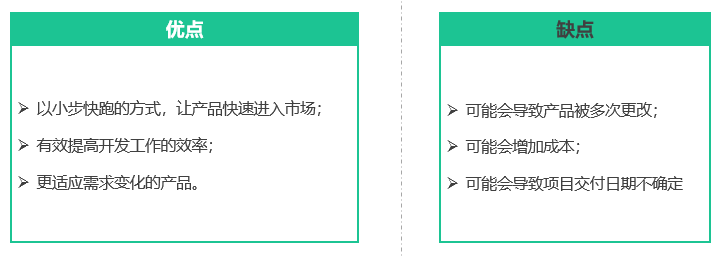 优点
➢ 以小步快跑的方式，让产品快速进入市场；
➢ 有效提高开发工作的效率；
➢ 更适应需求变化的产品。
缺点
➢ 可能会导致产品被多次更改；
➢ 可能会增加成本；
➢ 可能会导致项目交付日期不确定